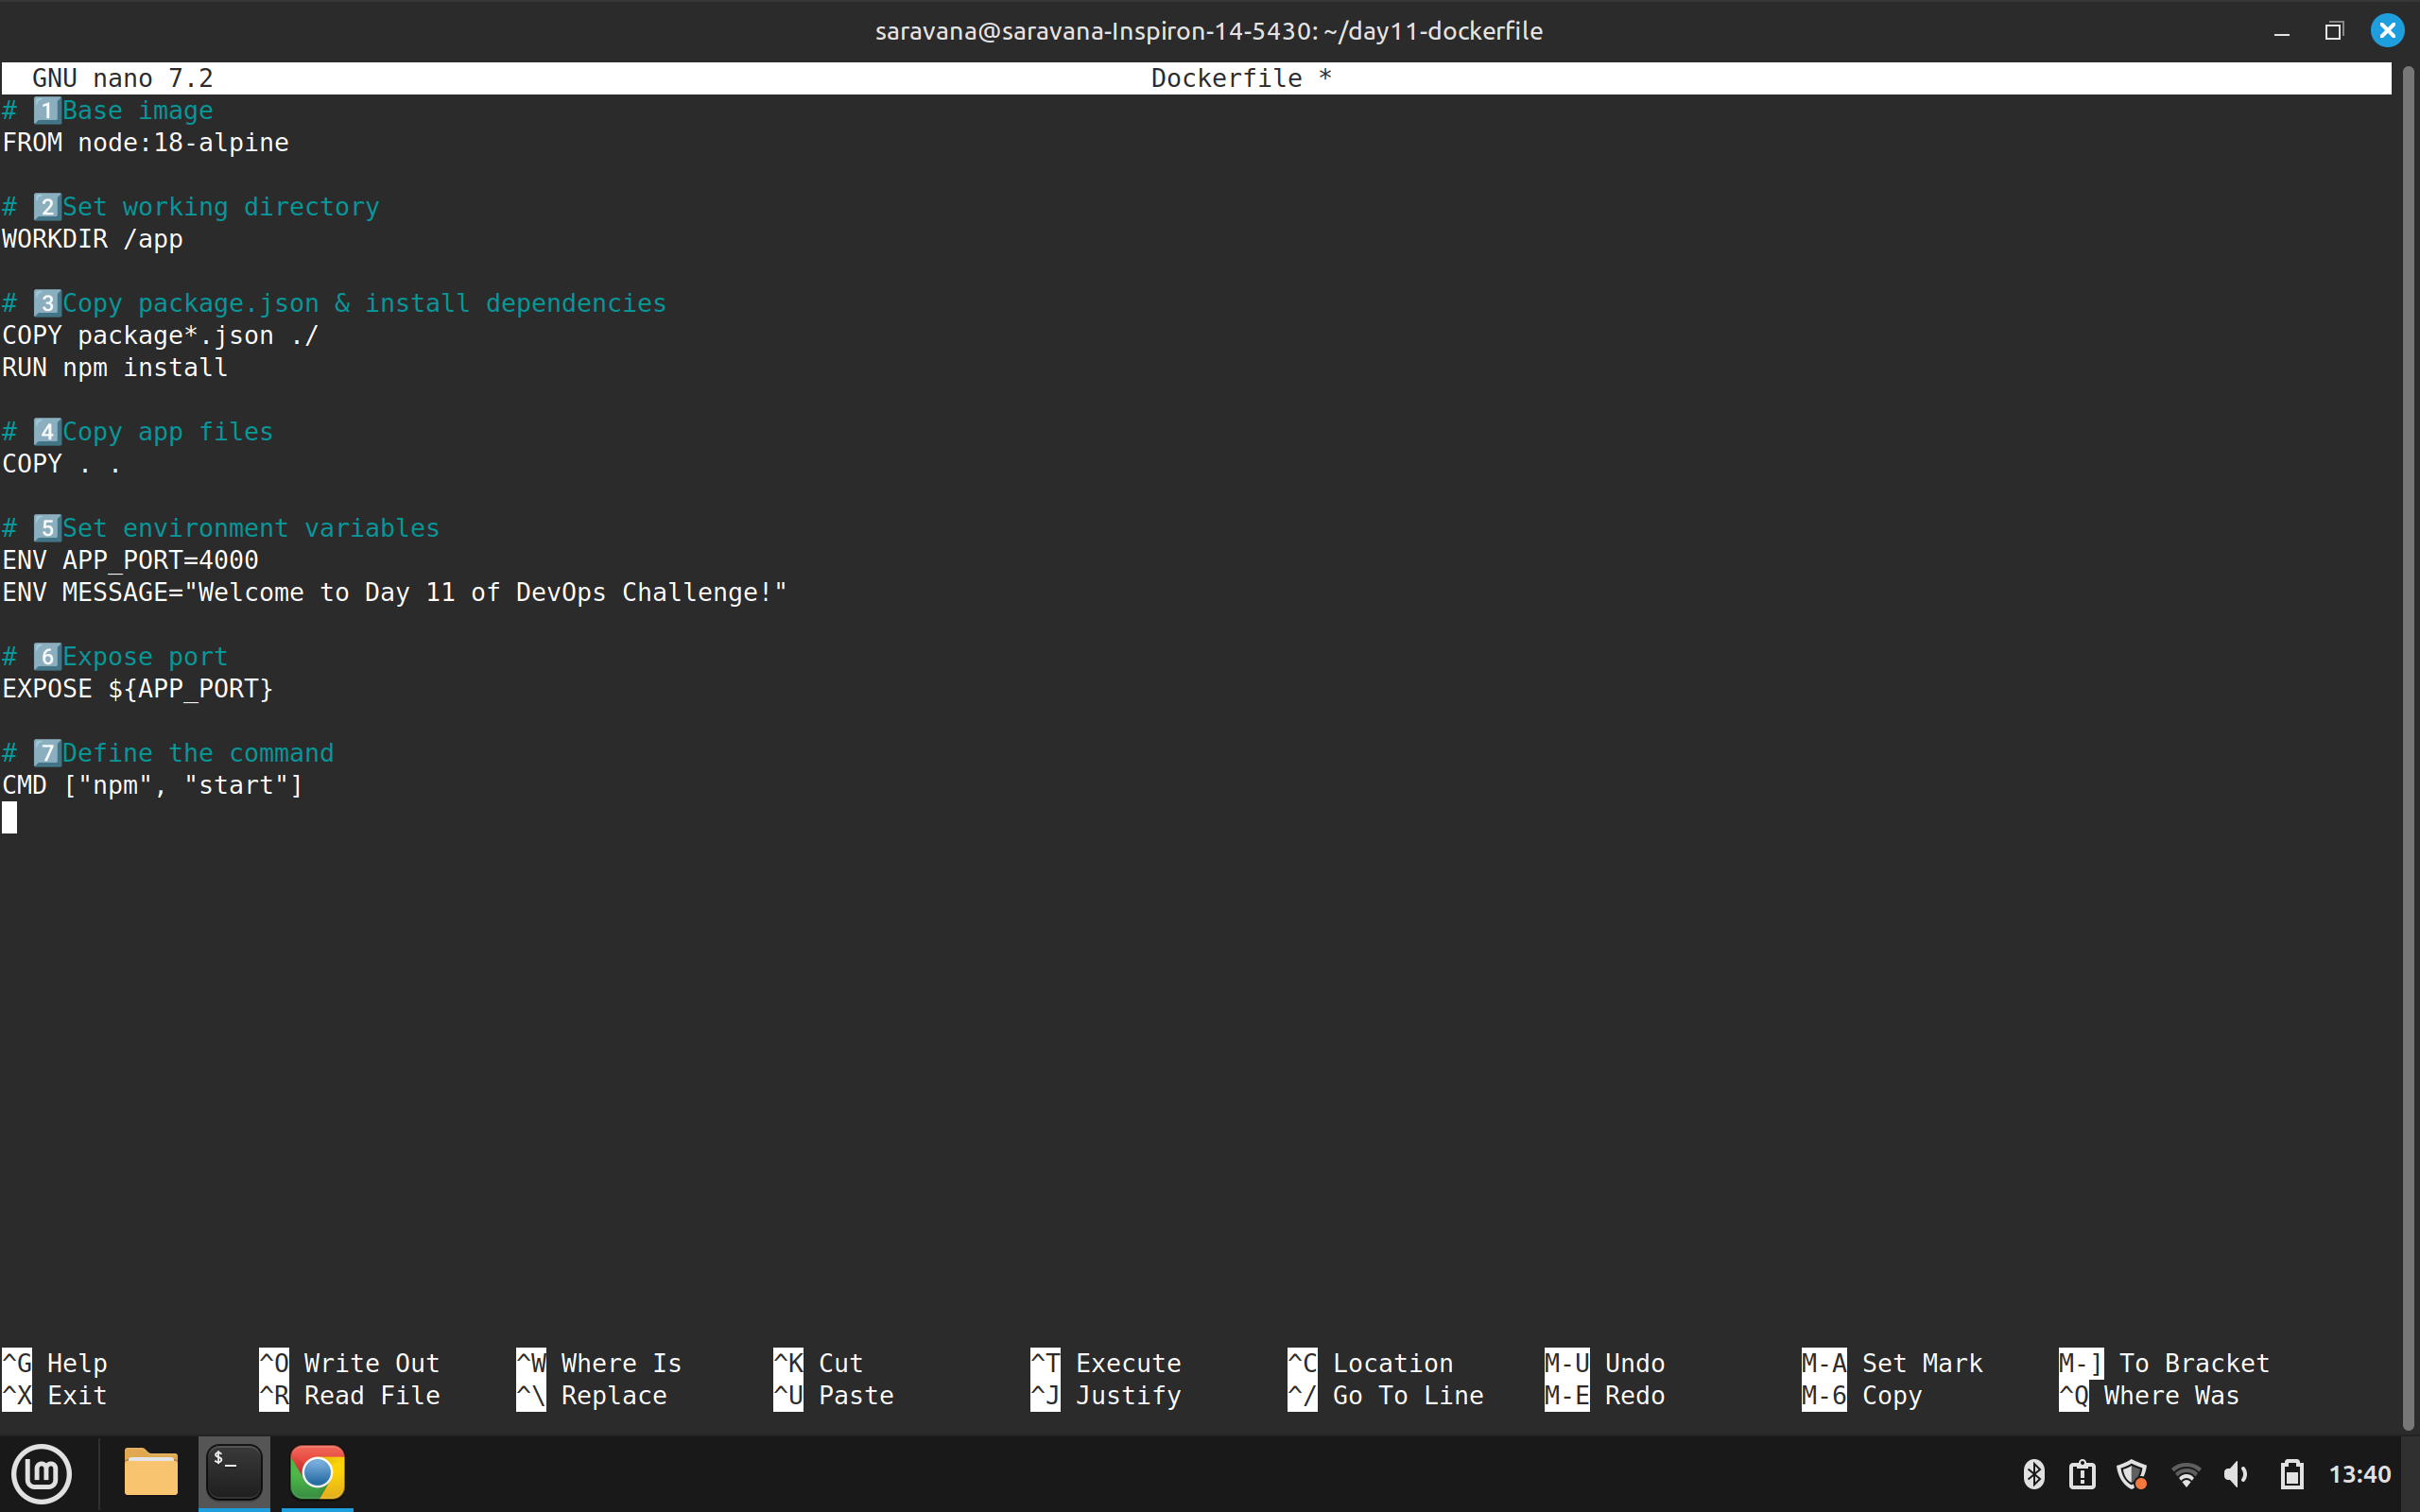 saravana@saravana-Inspiron-14-5430: ~/day11-dockerfile
GNU nano 7.2 Dockerfile *
# 1️⃣Base image
FROM node:18-alpine
# 2️⃣Set working directory
WORKDIR /app
# 3️⃣Copy package.json & install dependencies
COPY package*.json ./
RUN npm install
# 4️⃣Copy app files
COPY . .
# 5️⃣Set environment variables
ENV APP_PORT=4000
ENV MESSAGE="Welcome to Day 11 of DevOps Challenge!"
# 6️⃣Expose port
EXPOSE ${APP_PORT}
# 7️⃣Define the command
CMD ["npm", "start"]
^G Help ^O Write Out ^W Where Is ^K Cut ^T Execute ^C Location M-U Undo M-A Set Mark M-] To Bracket
^X Exit ^R Read File ^\ Replace ^U Paste ^J Justify ^/ Go To Line M-E Redo M-6 Copy ^Q Where Was
$_
13:40